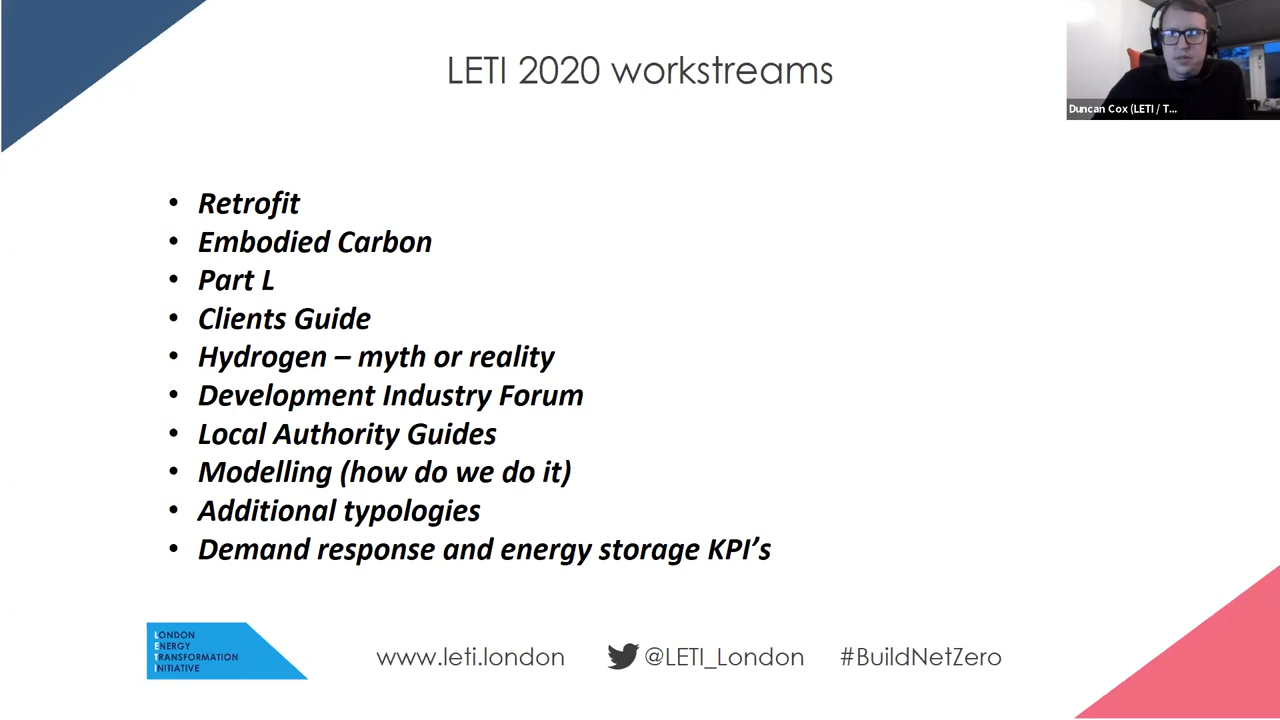 LETI 2020 workstreams
Duncan Cox (LETI / T...
• Retrofit
• Embodied Carbon
• Part L
• Clients Guide
• Hydrogen – myth or reality
• Development Industry Forum
• Local Authority Guides
• Modelling (how do we do it)
• Additional typologies
• Demand response and energy storage KPI’s
LONDON
ENERGY
TRANSFORMATION
INITIATIVE
www.leti.london @LETI_London #BuildNetZero